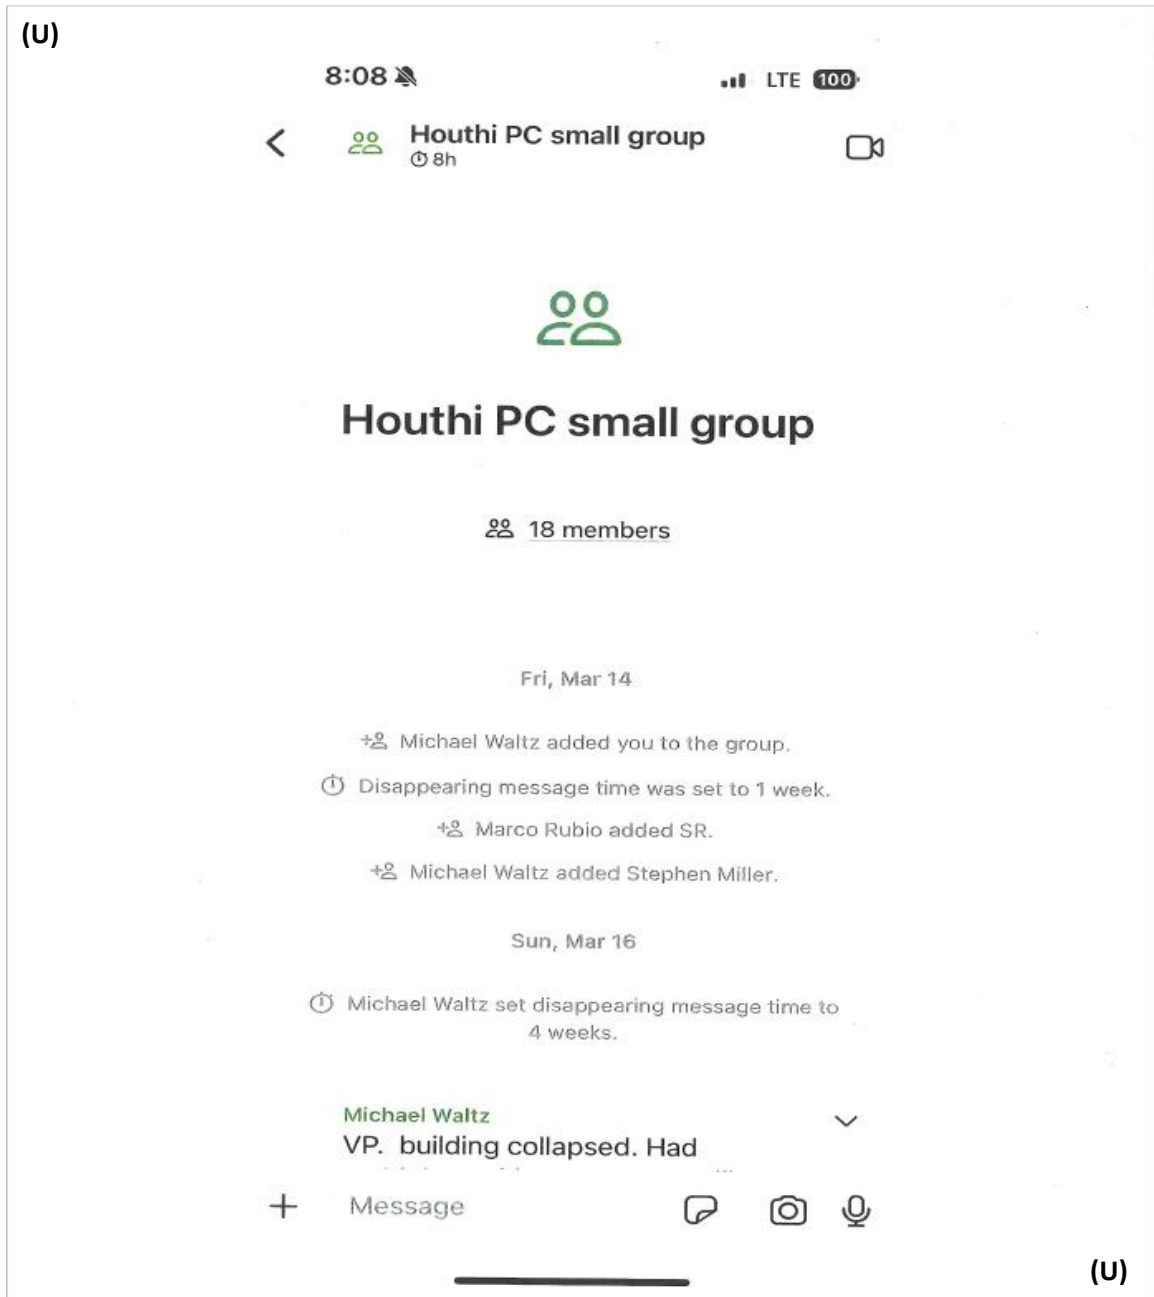 (U)
8:08
LTE 100
Houthi PC small group
8h
Houthi PC small group
18 members
Fri, Mar 14
Michael Waltz added you to the group.
Disappearing message time was set to 1 week.
Marco Rubio added SR.
Michael Waltz added Stephen Miller.
Sun, Mar 16
Michael Waltz set disappearing message time to
4 weeks.
Michael Waltz
VP.  building collapsed. Had
Message
(U)